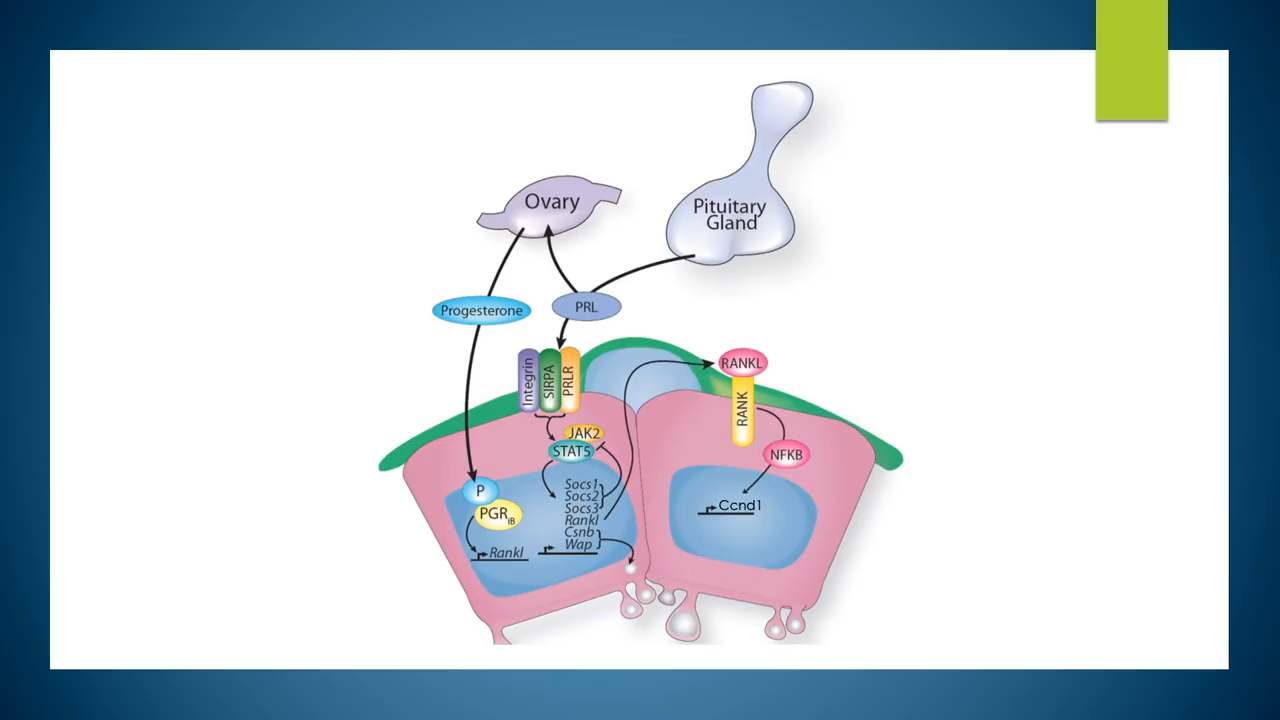 Ovary
Pituitary
Gland
Progesterone
PRL
Integrin
SIRPA
PRLR
RANKL
RANK
JAK2
STAT5
NFKB
P
PGR IB
Rankl
Socs1
Socs2
Socs3
Rankl
Csnb
Wap
Ccnd1